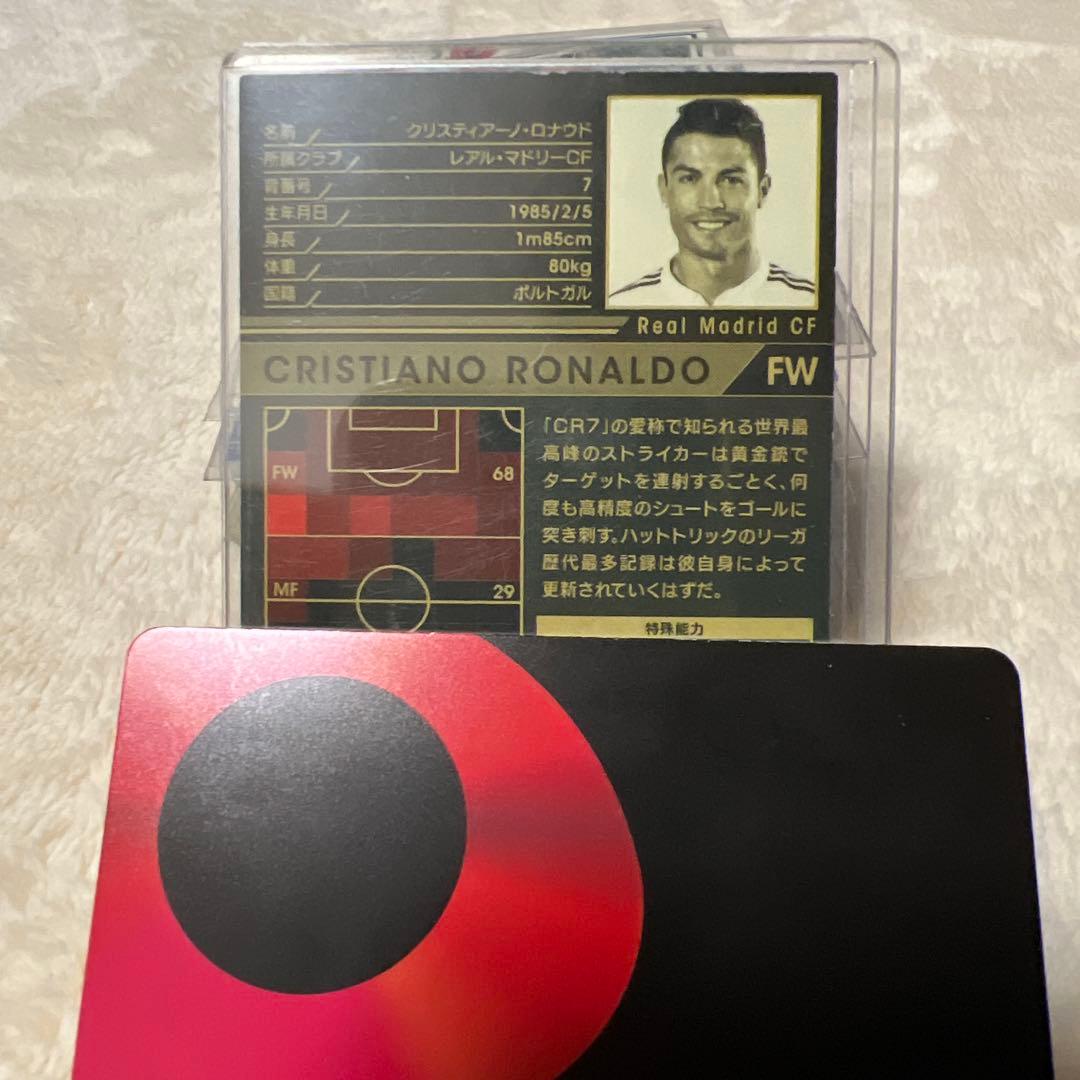 名前 クリスティアーノ・ロナウド
所属クラブ レアル・マドリーCF
背番号 7
生年月日 1985/2/5
身長 1m85cm
体重 80kg
国籍 ポルトガル
Real Madrid CF
CRISTIANO RONALDO FW
FW 68
MF 29
「CR7」の愛称で知られる世界最
高峰のストライカーは黄金銃で
ターゲットを連射するごとく、何
度も高精度のシュートをゴールに
突き刺す。ハットトリックのリーガ
歴代最多記録は彼自身によって
更新されていくはずだ。
特殊能力